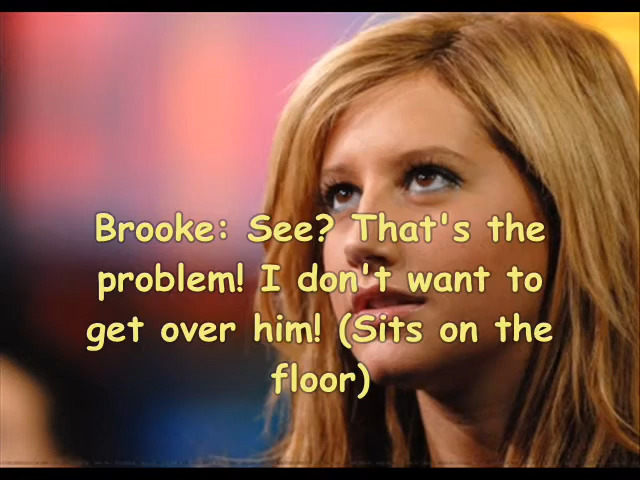 Brooke: See? That's the
problem! I don't want to
get over him! (Sits on the
floor)